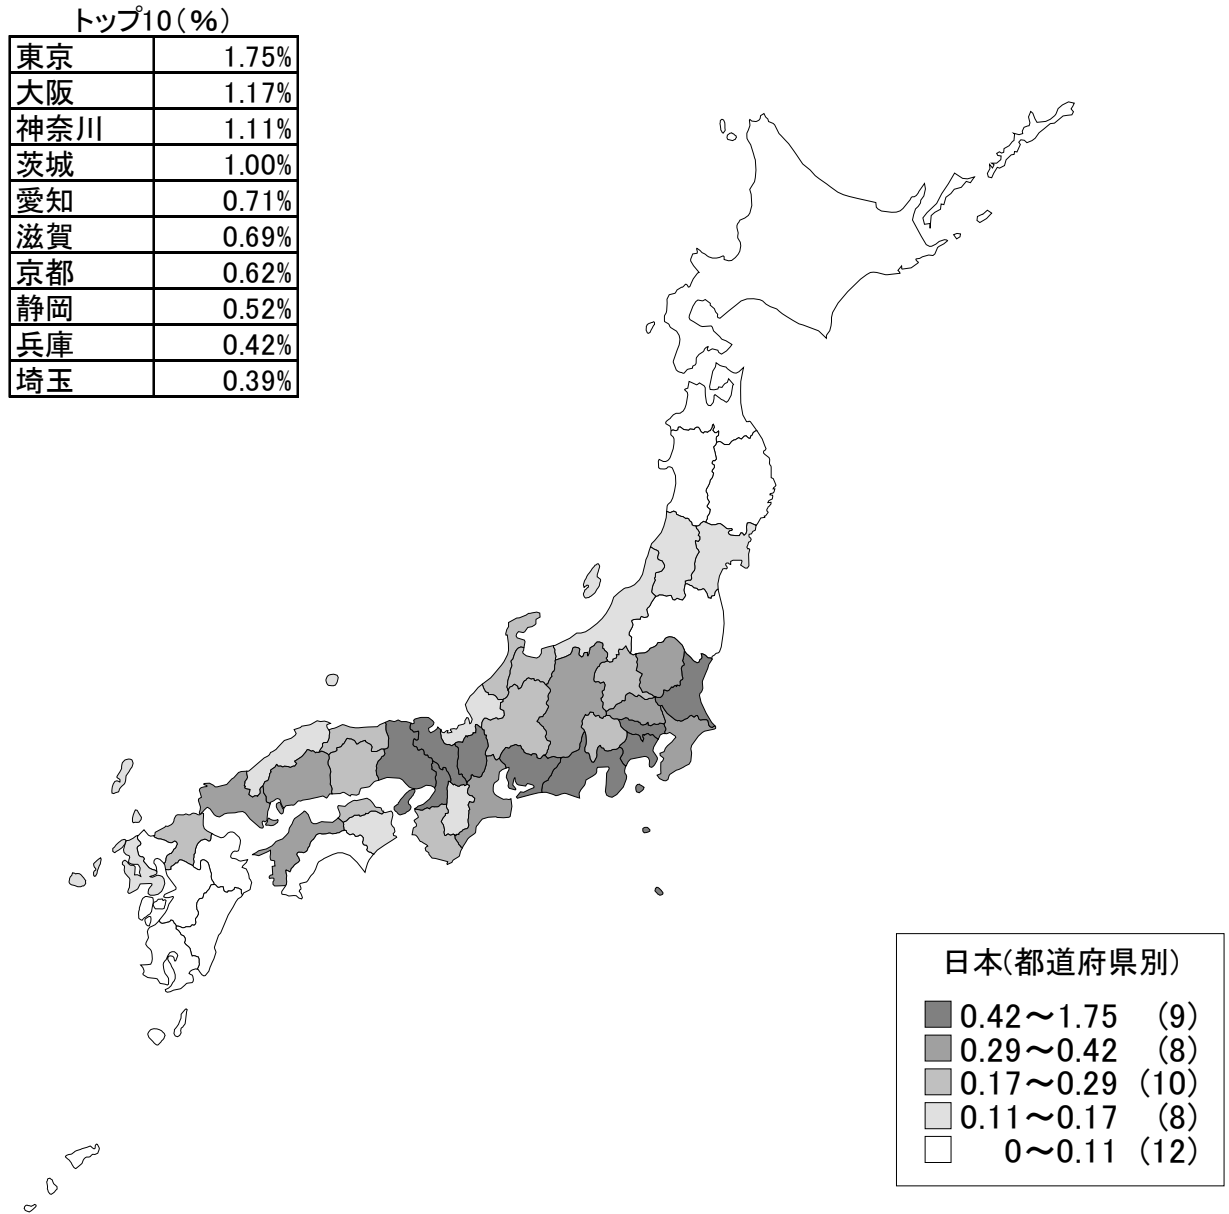 トップ10(%)
東京 1.75%
大阪 1.17%
神奈川 1.11%
茨城 1.00%
愛知 0.71%
滋賀 0.69%
京都 0.62%
静岡 0.52%
兵庫 0.42%
埼玉 0.39%
日本(都道府県別)
0.42～1.75 (9)
0.29～0.42 (8)
0.17～0.29 (10)
0.11～0.17 (8)
0～0.11 (12)